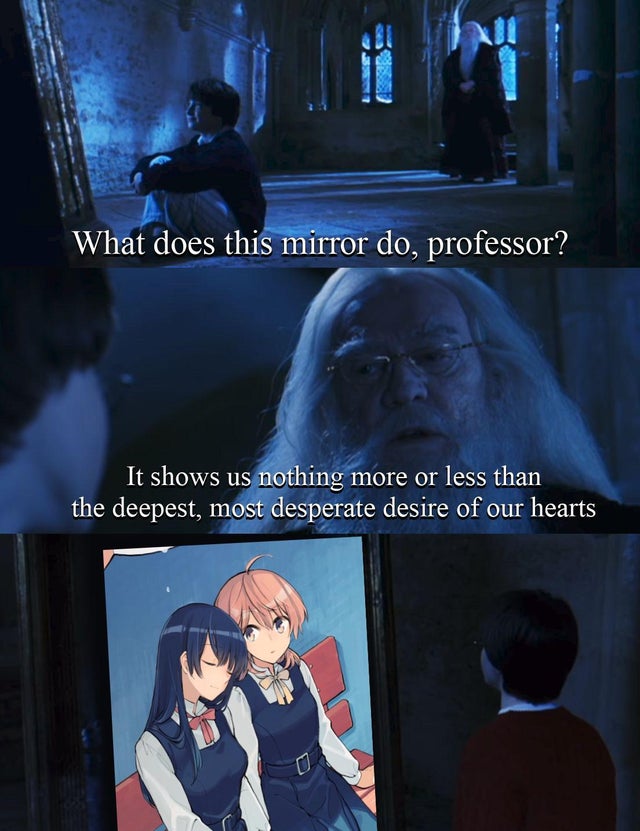 What does this mirror do, professor?
It shows us nothing more or less than
the deepest, most desperate desire of our hearts